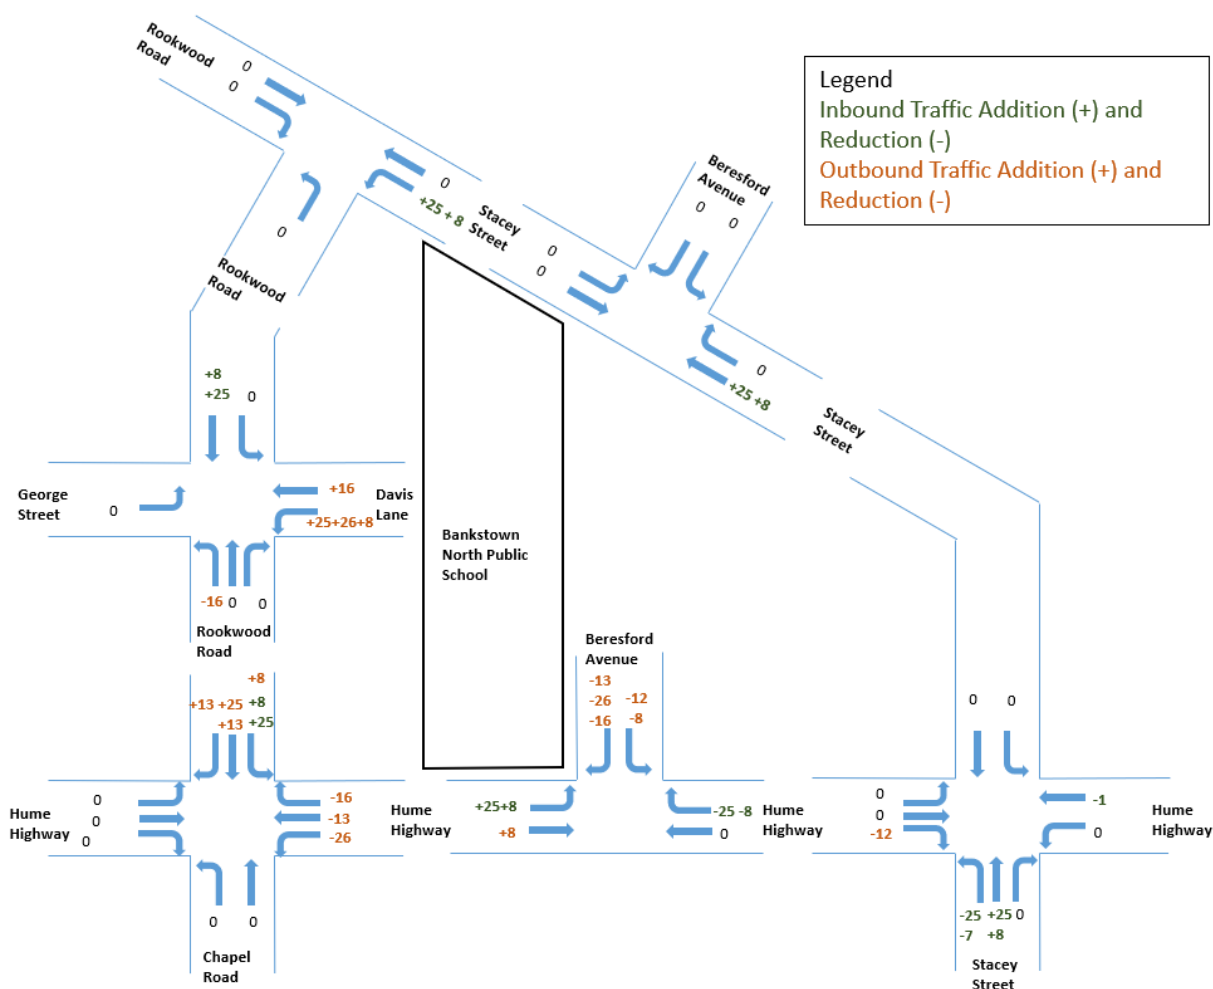 Rookwood
Road
0
0
Legend
Inbound Traffic Addition (+) and
Reduction (-)
Outbound Traffic Addition (+) and
Reduction (-)
Beresford
Avenue
0 0
0
+25 + 8
Stacey
Street
0
0
0
Rookwood
Road
0
+25 +8
Stacey
Street
+8
+25 0
George
Street
0
+16
Davis
Lane
+25+26+8
-16 0 0
Rookwood
Road
Bankstown
North Public
School
Beresford
Avenue
-13
-26 -12
-16 -8
+8
+13 +25 +8
+13 +25
0 0
Hume
Highway
0
0
0
-16
-13
-26
Hume
Highway
+25+8
+8
-25 -8
0
Hume
Highway
0
0
-12
-1
0
Hume
Highway
0 0
Chapel
Road
-25 +25 0
-7 +8
Stacey
Street